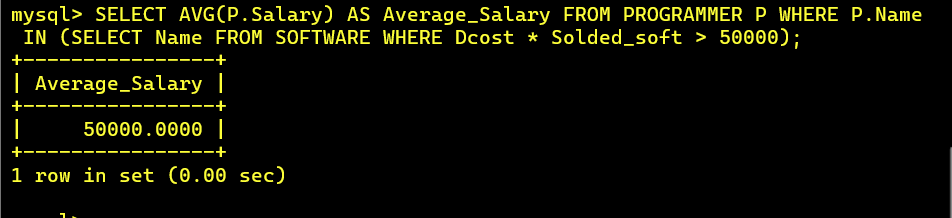 mysql> SELECT AVG(P.Salary) AS Average_Salary FROM PROGRAMMER P WHERE P.Name
 IN (SELECT Name FROM SOFTWARE WHERE Dcost * Solded_soft > 50000);
+----------------+
| Average_Salary |
+----------------+
|     50000.0000 |
+----------------+
1 row in set (0.00 sec)